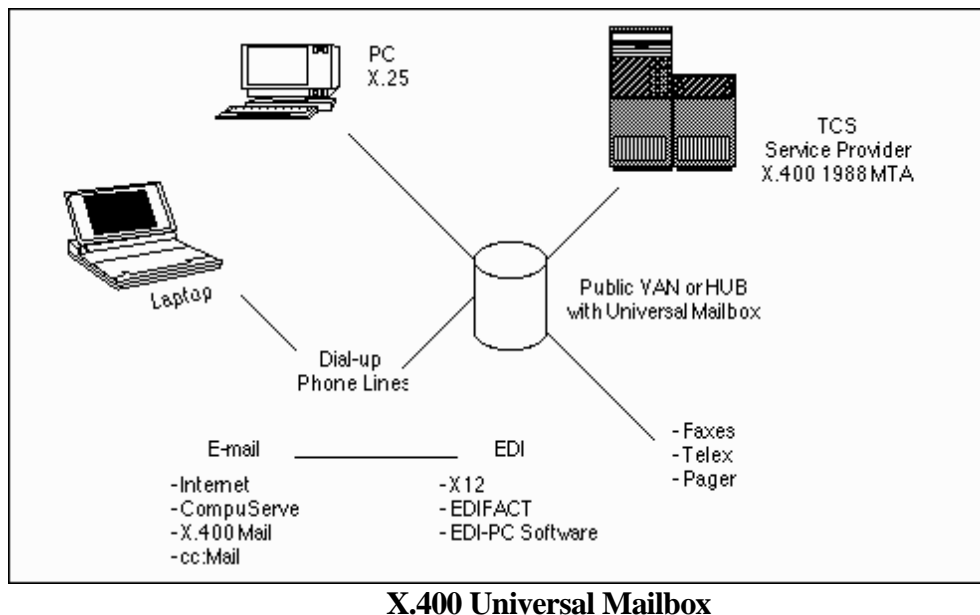 PC
X.25
TCS
Service Provider
X.400 1988 MTA
Laptop
Public VAN or HUB
with Universal Mailbox
Dial-up
Phone Lines
E-mail
-Internet
-CompuServe
-X.400 Mail
-cc:Mail
EDI
-X12
-EDIFACT
-EDI-PC Software
-Faxes
-Telex
-Pager
X.400 Universal Mailbox